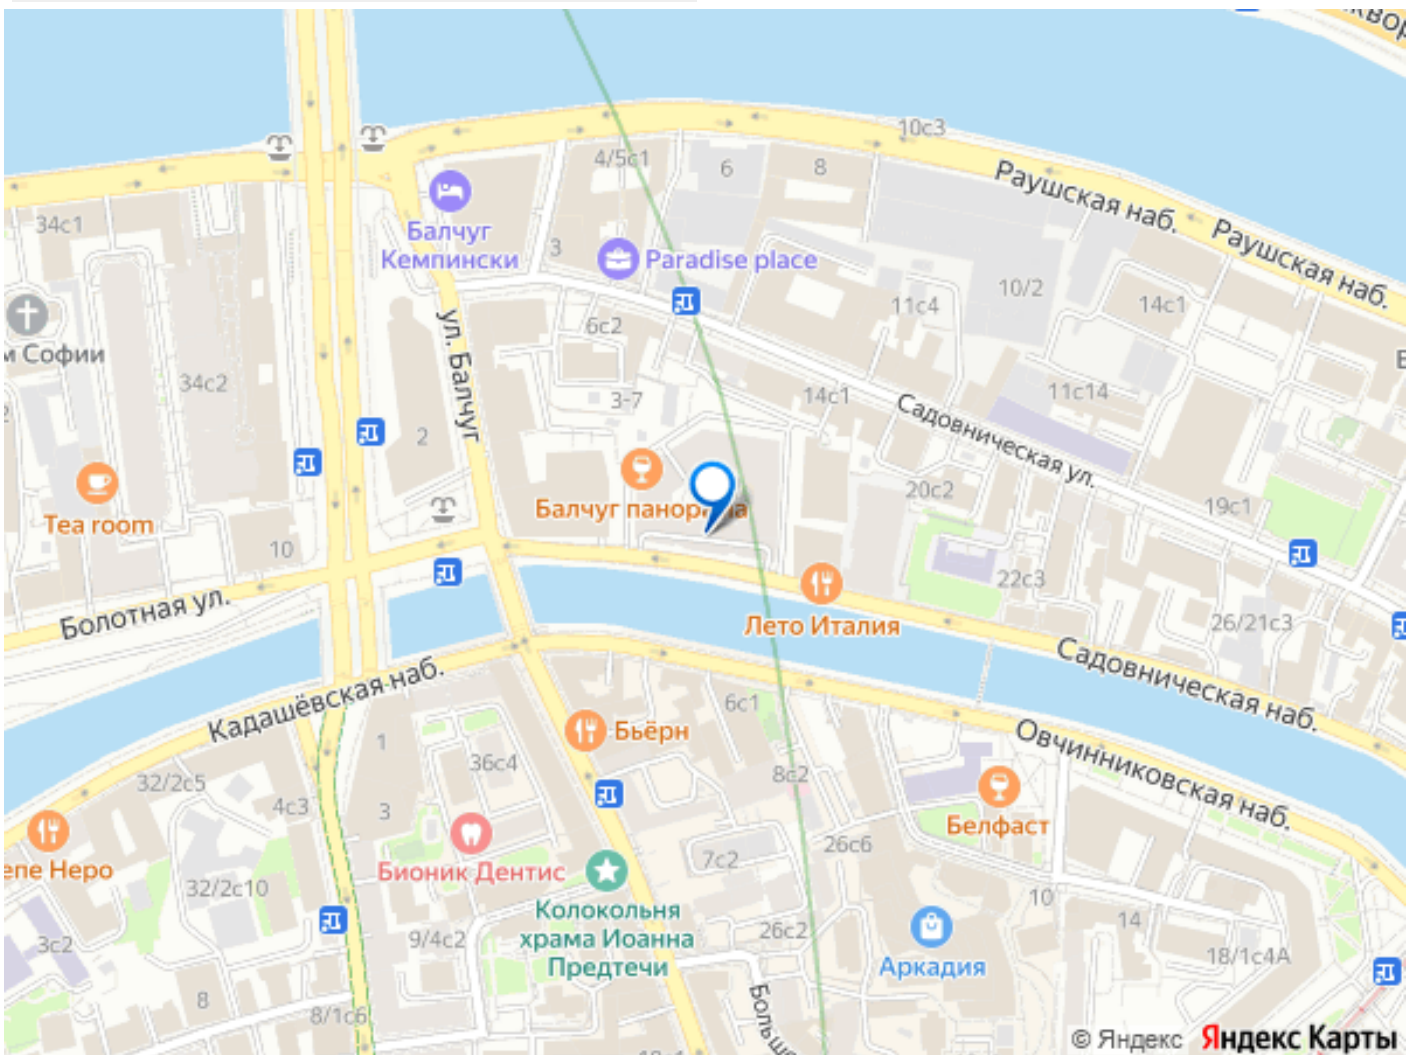 10с3
4/5с1
6
8
Раушская наб.
Раушская наб.
34с1
Балчуг
Кемпински
3
Paradise place
10/2
11с4
14с1
ул. Балчуг
6с2
м Софии
34с2
3-7
14с1
11с14
Садовническая ул.
2
20с2
19с1
Tea room
Балчуг панорама
10
22с3
Болотная ул.
Лето Италия
26/21с3
Садовническая наб.
Кадашёвская наб.
6с1
Бьёрн
Овчинниковская наб.
1
36с4
8с2
32/2с5
4с3
3
Белфаст
26с6
епе Неро
Бионик Дентис
7с2
32/2с10
10
Колокольня
храма Иоанна
Предтечи
14
3с2
9/4с2
26с2
18/1с4А
Аркадия
8
8/1с6
Больше
© Яндекс Яндекс Карты